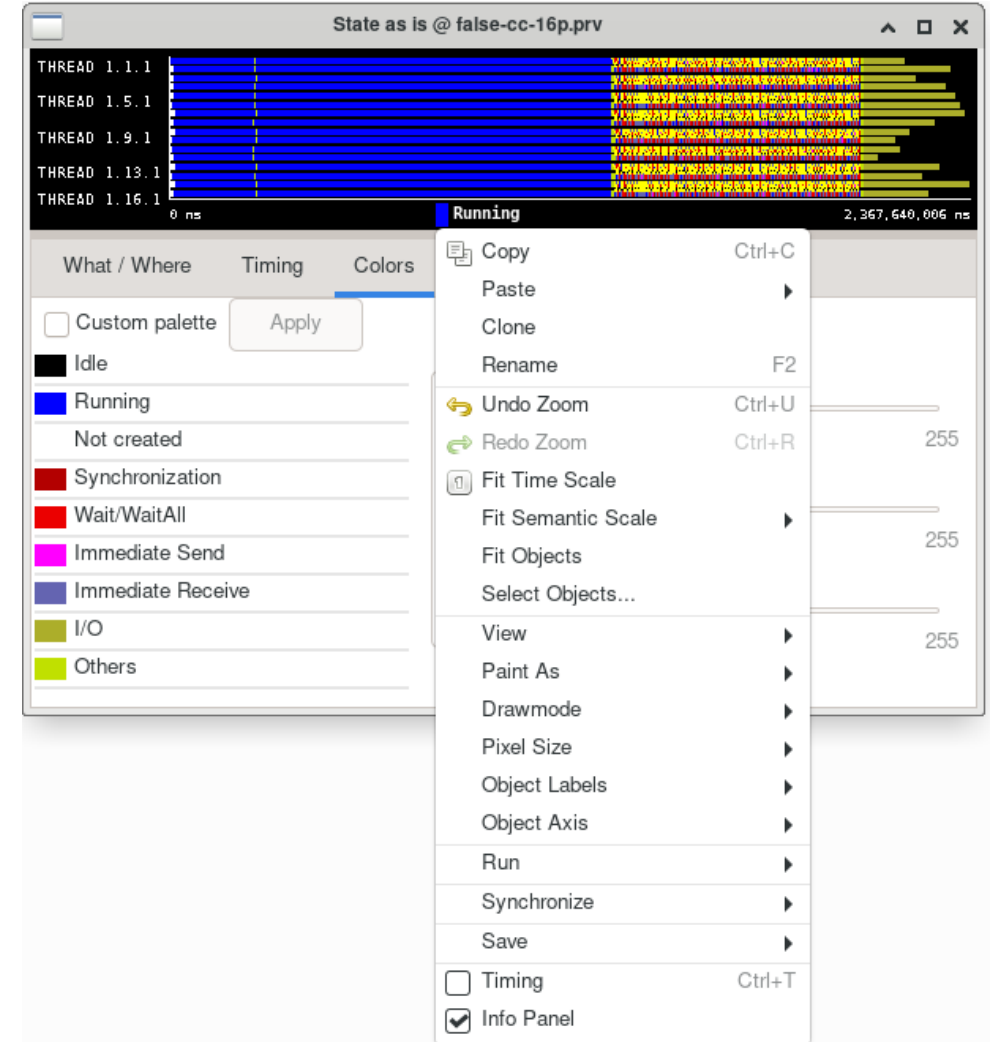 State as is @ false-cc-16p.prv
THREAD 1.1.1
THREAD 1.5.1
THREAD 1.9.1
THREAD 1.13.1
THREAD 1.16.1
0 ns
Running
2,367,640,006 ns
What / Where
Timing
Colors
Custom palette
Apply
Idle
Running
Not created
Synchronization
Wait/WaitAll
Immediate Send
Immediate Receive
I/O
Others
255
255
255
Copy Ctrl+C
Paste
Clone
Rename F2
Undo Zoom Ctrl+U
Redo Zoom Ctrl+R
Fit Time Scale
Fit Semantic Scale
Fit Objects
Select Objects...
View
Paint As
Drawmode
Pixel Size
Object Labels
Object Axis
Run
Synchronize
Save
Timing Ctrl+T
Info Panel